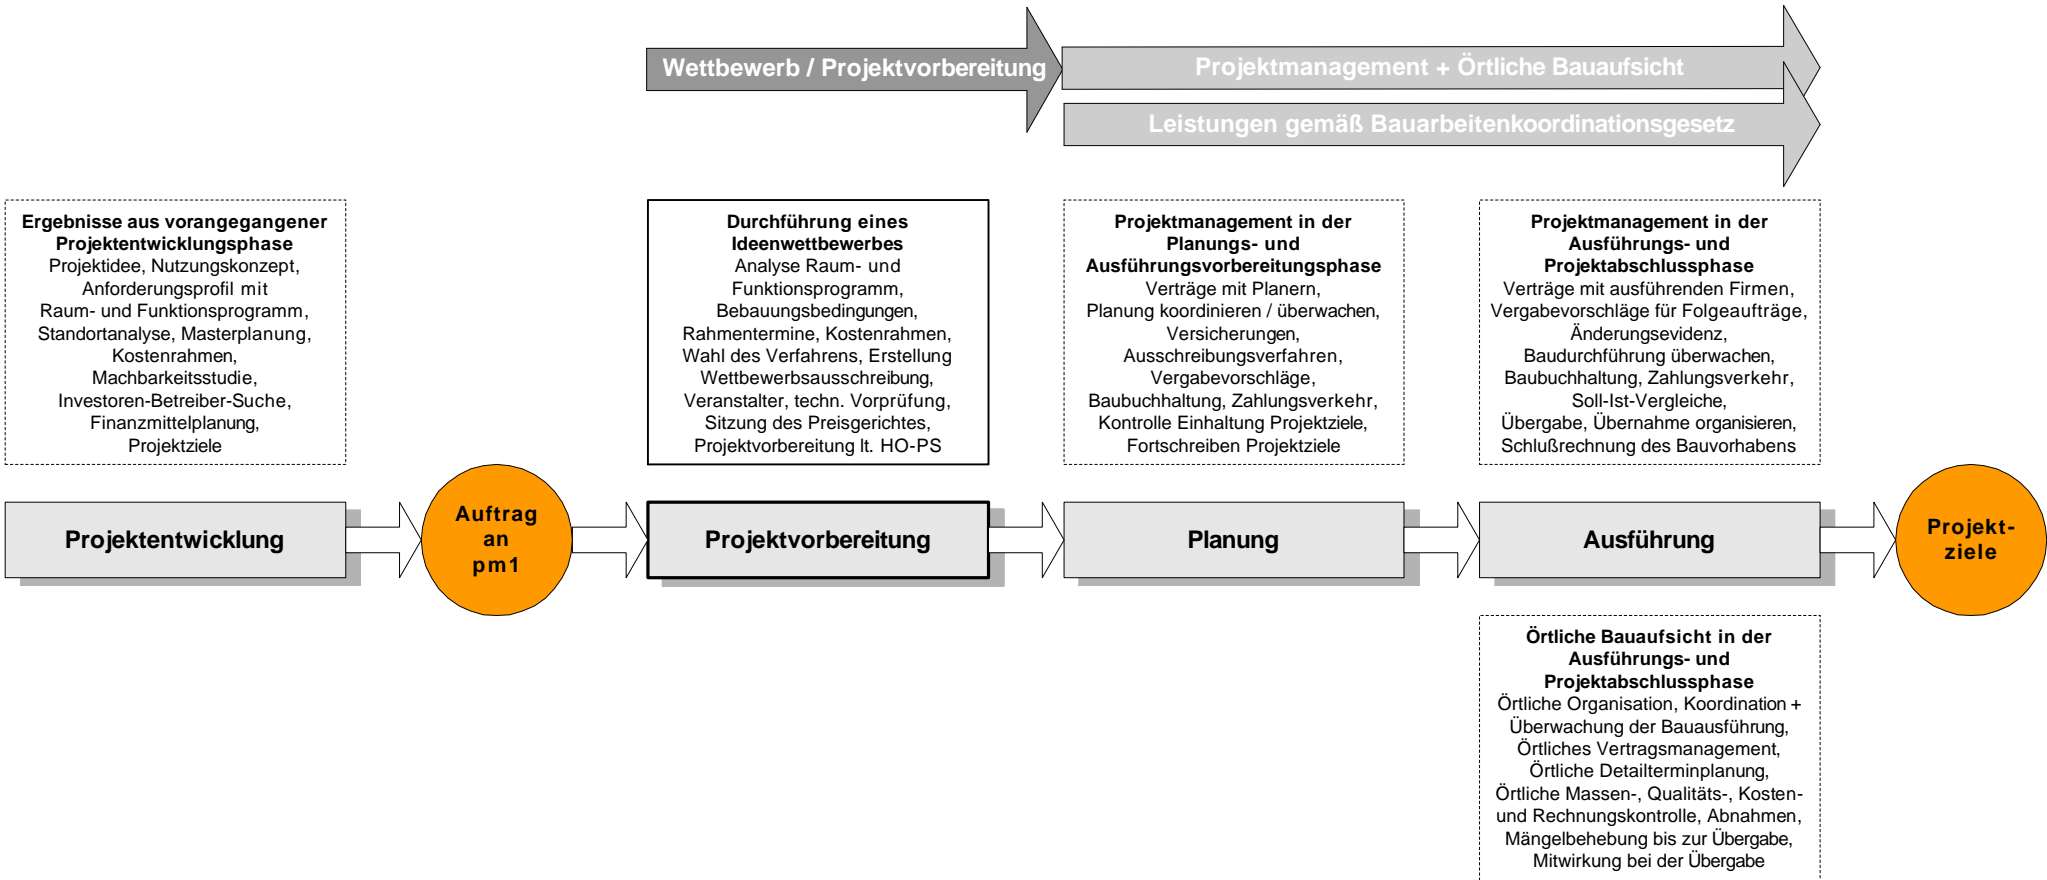 Wettbewerb / Projektvorbereitung
Projektmanagement + Örtliche Bauaufsicht
Leistungen gemäß Bauarbeitenkoordinationsgesetz
Ergebnisse aus vorangegangener
Projektentwicklungsphase
Projektidee, Nutzungskonzept,
Anforderungsprofil mit
Raum- und Funktionsprogramm,
Standortanalyse, Masterplanung,
Kostenrahmen,
Machbarkeitsstudie,
Investoren-Betreiber-Suche,
Finanzmittelplanung,
Projektziele
Durchführung eines
Ideenwettbewerbes
Analyse Raum- und
Funktionsprogramm,
Bebauungsbedingungen,
Rahmentermine, Kostenrahmen,
Wahl des Verfahrens, Erstellung
Wettbewerbsausschreibung,
Veranstalter, techn. Vorprüfung,
Sitzung des Preisgerichtes,
Projektvorbereitung lt. HO-PS
Projektmanagement in der
Planungs- und
Ausführungsvorbereitungsphase
Verträge mit Planern,
Planung koordinieren / überwachen,
Versicherungen,
Ausschreibungsverfahren,
Vergabevorschläge,
Baubuchhaltung, Zahlungsverkehr,
Kontrolle Einhaltung Projektziele,
Fortschreiben Projektziele
Projektmanagement in der
Ausführungs- und
Projektabschlussphase
Verträge mit ausführenden Firmen,
Vergabevorschläge für Folgeaufträge,
Änderungsevidenz,
Baudurchführung überwachen,
Baubuchhaltung, Zahlungsverkehr,
Soll-Ist-Vergleiche,
Übergabe, Übernahme organisieren,
Schlußrechnung des Bauvorhabens
Projektentwicklung
Auftrag
an
pm1
Projektvorbereitung
Planung
Ausführung
Projekt-
ziele
Örtliche Bauaufsicht in der
Ausführungs- und
Projektabschlussphase
Örtliche Organisation, Koordination +
Überwachung der Bauausführung,
Örtliches Vertragsmanagement,
Örtliche Detailterminplanung,
Örtliche Massen-, Qualitäts-, Kosten-
und Rechnungskontrolle, Abnahmen,
Mängelbehebung bis zur Übergabe,
Mitwirkung bei der Übergabe